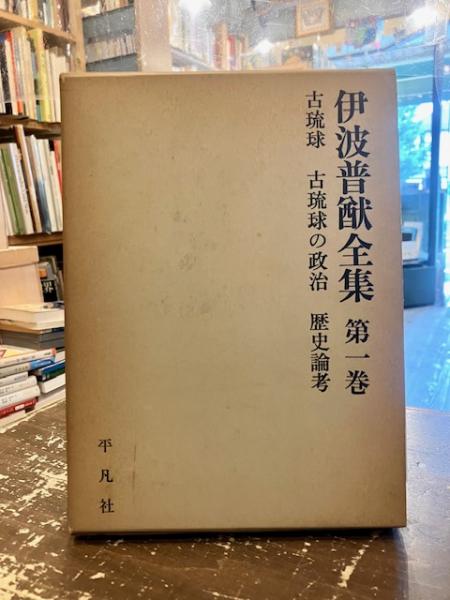 伊波普猷全集 第一巻
古琉球 古琉球の政治 歴史論考
平凡社